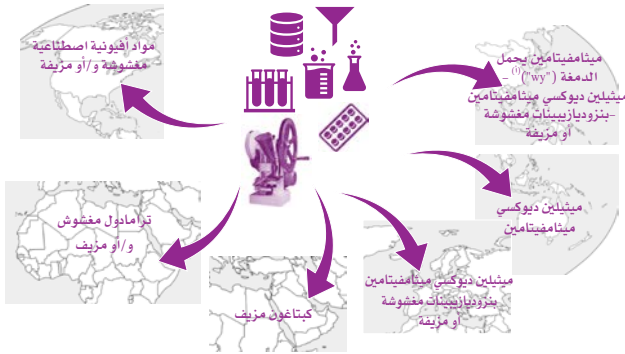 مواد أفيونية اصطناعية
مغشوشة و/أو مزيفة
ميثامفيتامين يحمل
الدمغة ("wy")(أ) –
ميثيلين ديوكسي ميثامفيتامين
–بنزوديازيبينات مغشوشة
أو مزيفة
ميثيلين ديوكسي
ميثامفيتامين
ترامادول مغشوش
و/أو مزيف
كبتاغون مزيف
ميثيلين ديوكسي ميثامفيتامين
بنزوديازيبينات مغشوشة
أو مزيفة